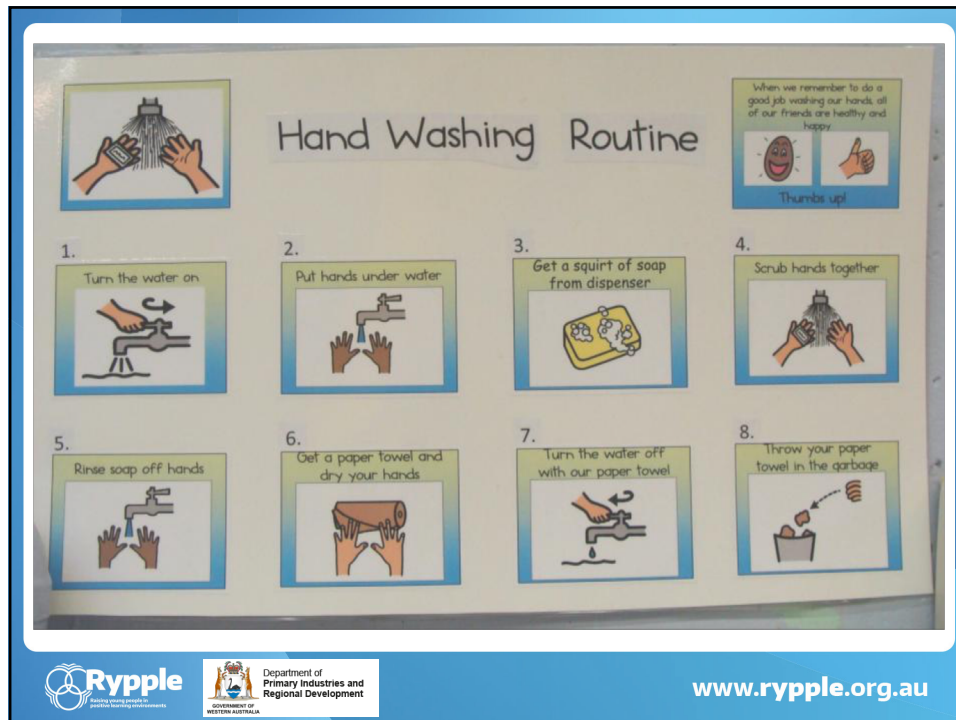 Hand Washing Routine
When we remember to do a
good job washing our hands, all
of our friends are healthy and
happy.
Thumbs up!
1.
Turn the water on
2.
Put hands under water
3.
Get a squirt of soap
from dispenser
4.
Scrub hands together
5.
Rinse soap off hands
6.
Get a paper towel and
dry your hands
7.
Turn the water off
with our paper towel
8.
Throw your paper
towel in the garbage
Rypple
Raising young people in
positive learning environments
GOVERNMENT OF
WESTERN AUSTRALIA
Department of
Primary Industries and
Regional Development
www.rypple.org.au